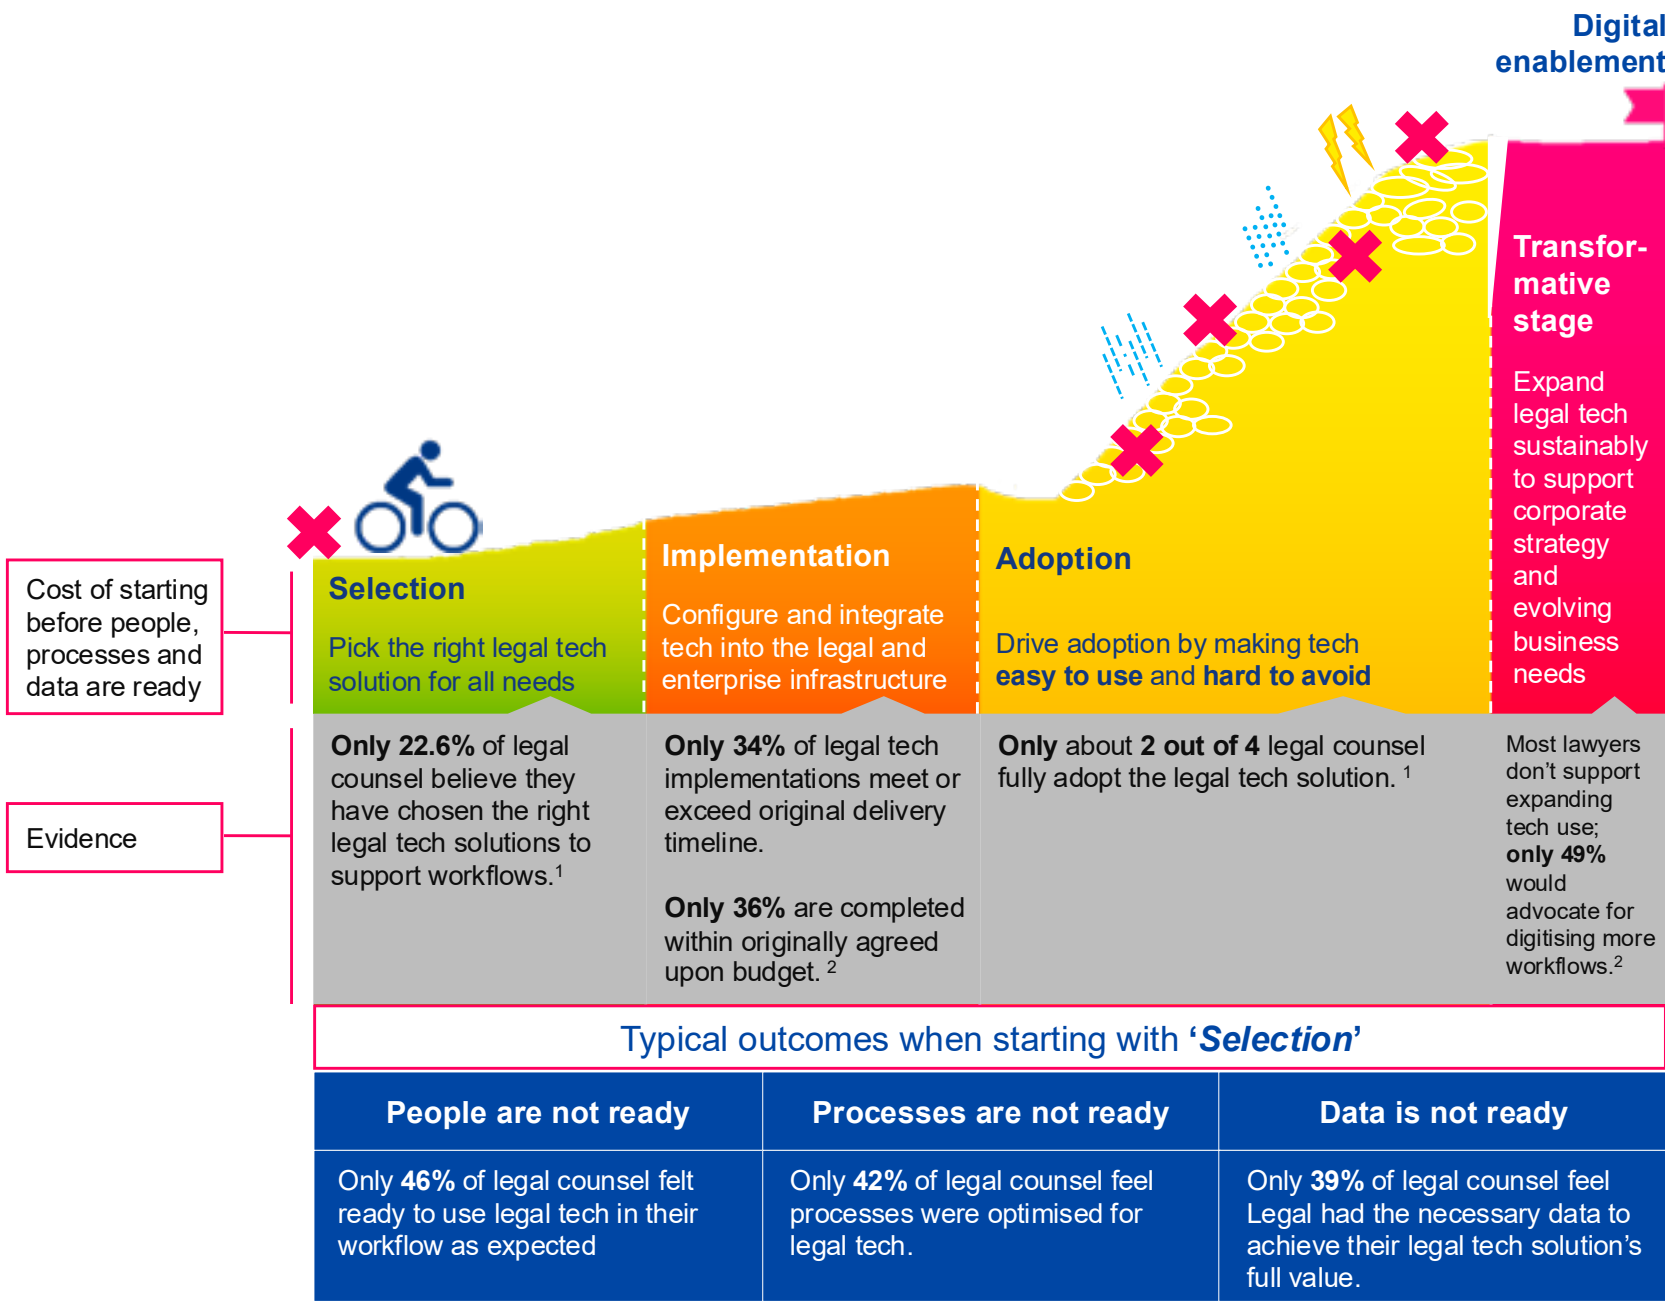 Digital
enablement
Cost of starting
before people,
processes and
data are ready
Selection
Pick the right legal tech
solution for all needs
Implementation
Configure and integrate
tech into the legal and
enterprise infrastructure
Adoption
Drive adoption by making tech
easy to use and hard to avoid
Transfor-
mative
stage
Expand
legal tech
sustainably
to support
corporate
strategy
and
evolving
business
needs
Evidence
Only 22.6% of legal
counsel believe they
have chosen the right
legal tech solutions to
support workflows.1
Only 34% of legal tech
implementations meet or
exceed original delivery
timeline.
Only 36% are completed
within originally agreed
upon budget. 2
Only about 2 out of 4 legal counsel
fully adopt the legal tech solution. 1
Most lawyers
don’t support
expanding
tech use;
only 49%
would
advocate for
digitising more
workflows.2
Typical outcomes when starting with ‘Selection’
People are not ready
Only 46% of legal counsel felt
ready to use legal tech in their
workflow as expected
Processes are not ready
Only 42% of legal counsel feel
processes were optimised for
legal tech.
Data is not ready
Only 39% of legal counsel feel
Legal had the necessary data to
achieve their legal tech solution’s
full value.